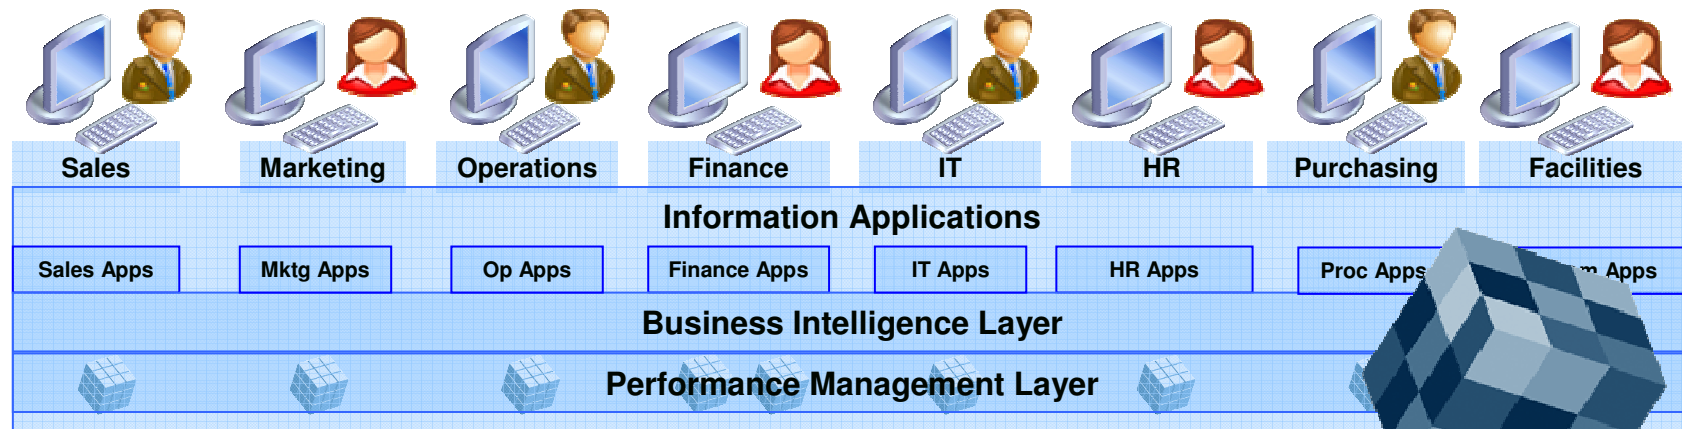 Sales Marketing Operations Finance IT HR Purchasing Facilities
Information Applications
Sales Apps Mktg Apps Op Apps Finance Apps IT Apps HR Apps Proc Apps Apps
Business Intelligence Layer
Performance Management Layer